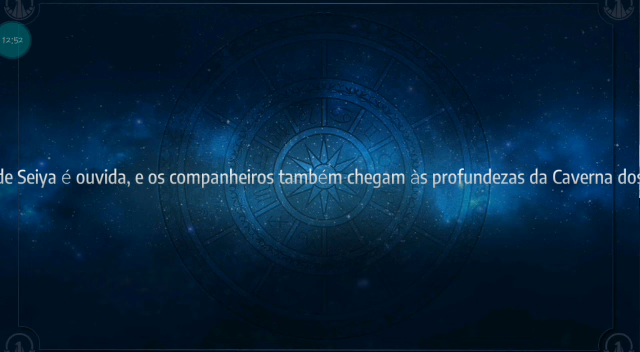 12:52
de Seiya é ouvida, e os companheiros também chegam às profundezas da Caverna dos